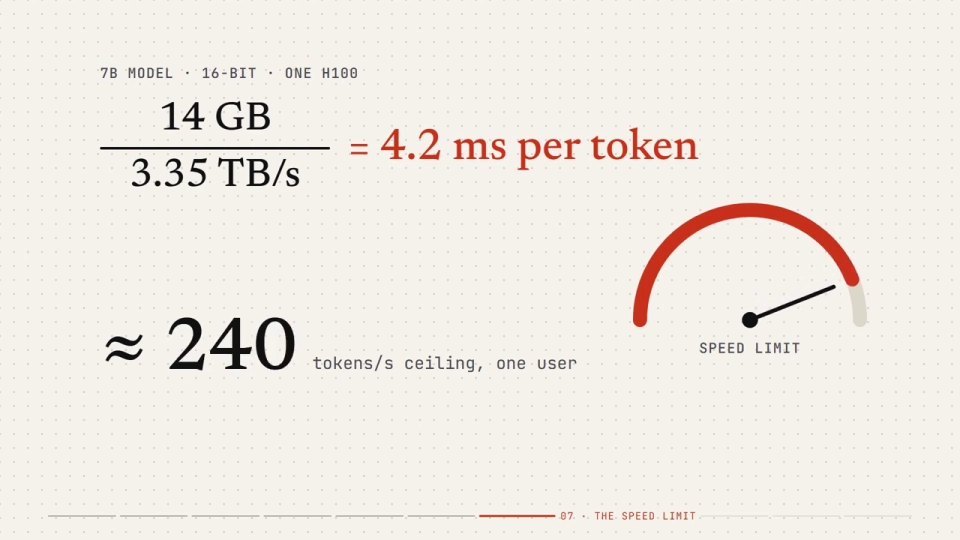 7B MODEL · 16-BIT · ONE H100
14 GB
3.35 TB/s
= 4.2 ms per token
≈ 240 tokens/s ceiling, one user
SPEED LIMIT
07 · THE SPEED LIMIT